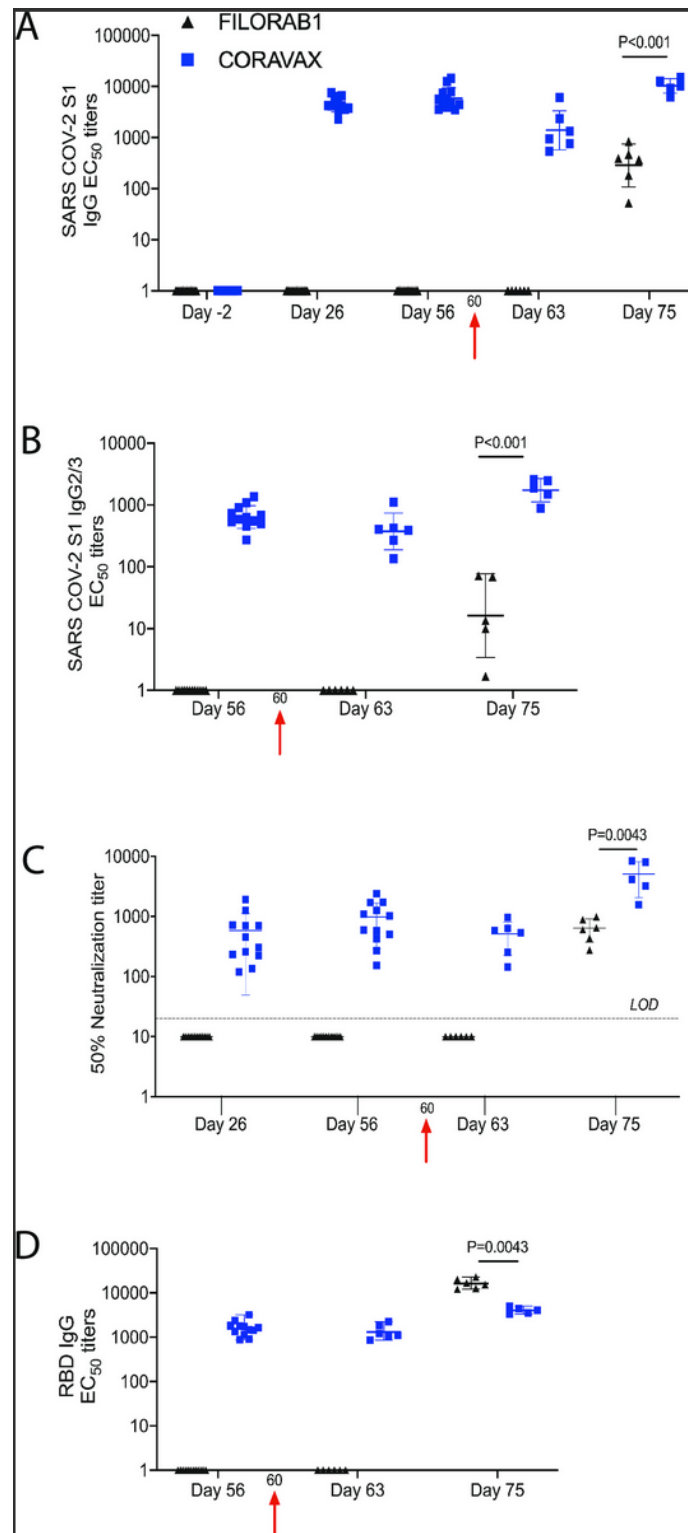 A
FILORAB1
CORAVAX
P<0.001
SARS COV-2 S1
IgG EC50 titers
100000
10000
1000
100
10
1
60
Day -2 Day 26 Day 56 Day 63 Day 75
B
P<0.001
SARS COV-2 S1 IgG2/3
EC50 titers
10000
1000
100
10
1
60
Day 56 Day 63 Day 75
C
P=0.0043
50% Neutralization titer
10000
1000
100
10
1
LOD
60
Day 26 Day 56 Day 63 Day 75
D
P=0.0043
RBD IgG
EC50 titers
100000
10000
1000
100
10
1
60
Day 56 Day 63 Day 75